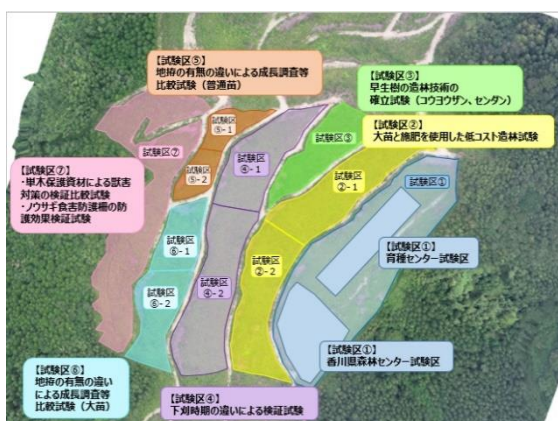 【試験区⑤】
地拵の有無の違いによる成長調査等
比較試験（普通苗）
【試験区③】
早生樹の造林技術の
確立試験（コウヨウザン、センダン）
【試験区②】
大苗と施肥を使用した低コスト造林試験
試験区
⑤-1
試験区⑦
試験区③
試験区
④-1
試験区
⑤-2
【試験区⑦】
・単木保護資材による獣害
対策の検証比較試験
・ノウサギ食害防護柵の防
護効果検証試験
試験区
②-1
試験区①
試験区
⑥-1
【試験区①】
育種センター試験区
試験区
②-2
試験区
⑥-2
試験区
④-2
【試験区①】
香川県森林センター試験区
【試験区⑥】
地拵の有無の違い
による成長調査等
比較試験（大苗）
【試験区④】
下刈時期の違いによる検証試験